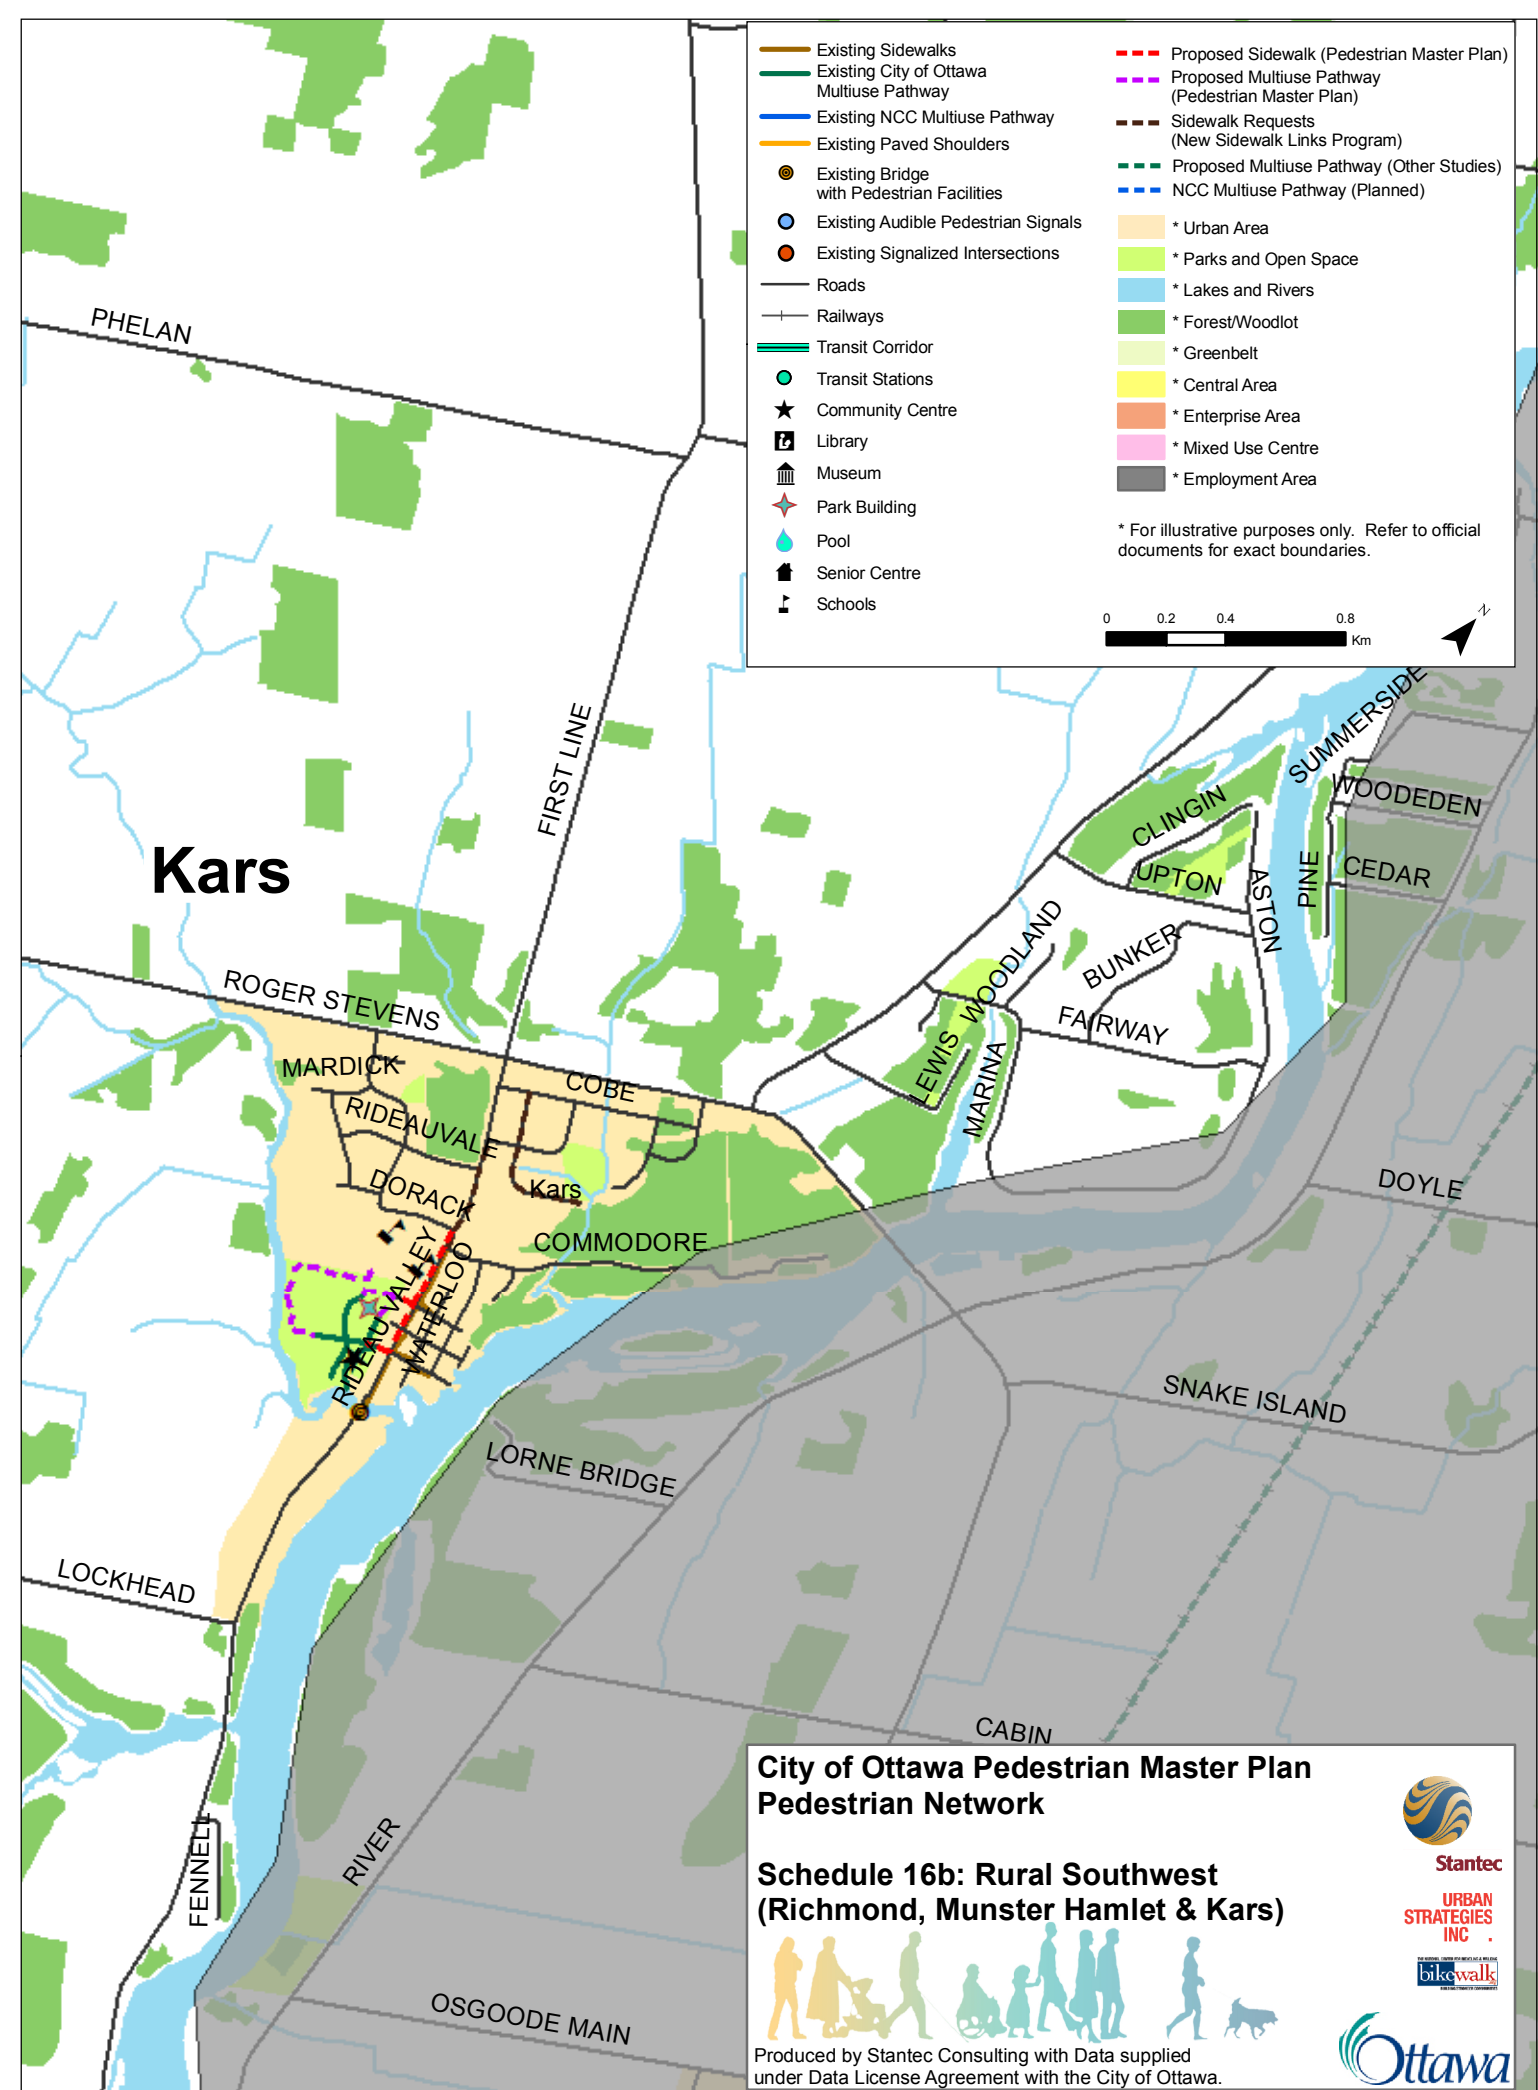 Existing Sidewalks
Existing City of Ottawa
Multiuse Pathway
Existing NCC Multiuse Pathway
Existing Paved Shoulders
Existing Bridge
with Pedestrian Facilities
Existing Audible Pedestrian Signals
Existing Signalized Intersections
Roads
Railways
Transit Corridor
Transit Stations
Community Centre
Library
Museum
Park Building
Pool
Senior Centre
Schools
Proposed Sidewalk (Pedestrian Master Plan)
Proposed Multiuse Pathway
(Pedestrian Master Plan)
Sidewalk Requests
(New Sidewalk Links Program)
Proposed Multiuse Pathway (Other Studies)
NCC Multiuse Pathway (Planned)
* Urban Area
* Parks and Open Space
* Lakes and Rivers
* Forest/Woodlot
* Greenbelt
* Central Area
* Enterprise Area
* Mixed Use Centre
* Employment Area
* For illustrative purposes only. Refer to official
documents for exact boundaries.
0 0.2 0.4 0.8
Km
N
PHELAN
FIRST LINE
SUMMERSIDE
WOODEDEN
CLINGIN
UPTON
PINE
CEDAR
ASTON
Kars
WOODLAND
BUNKER
ROGER STEVENS
FAIRWAY
LEWIS
MARINA
MARDICK
COBE
RIDEAUVALE
DORACK
Kars
DOYLE
COMMODORE
RIDEAU VALLEY
WATERLOO
SNAKE ISLAND
LORNE BRIDGE
LOCKHEAD
CABIN
RIVER
FENNELL
OSGOODE MAIN
City of Ottawa Pedestrian Master Plan
Pedestrian Network
Schedule 16b: Rural Southwest
(Richmond, Munster Hamlet & Kars)
Stantec
URBAN
STRATEGIES
INC .
bikewalk
Produced by Stantec Consulting with Data supplied
under Data License Agreement with the City of Ottawa.
Ottawa